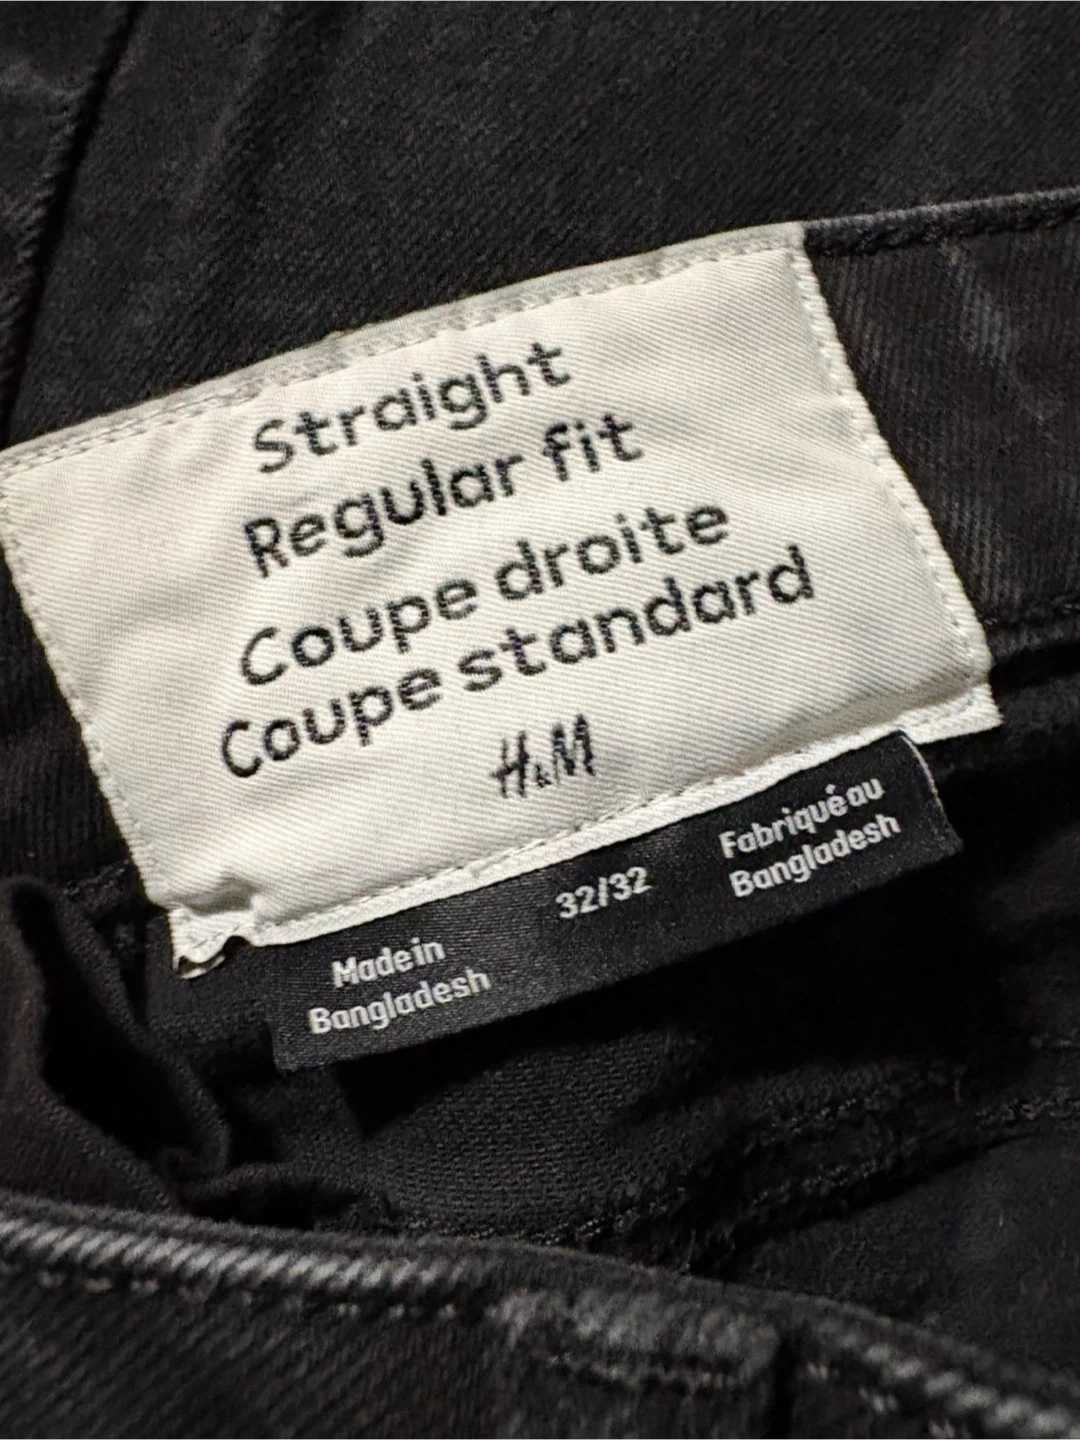 Straight
Regular fit
Coupe droite
Coupe standard
H&M
Made in
Bangladesh
32/32
Fabriqué au
Bangladesh